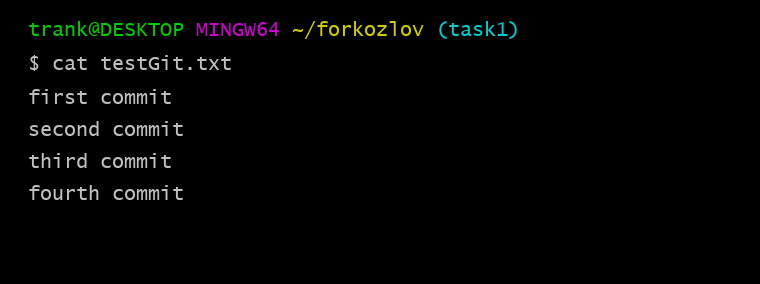 trank@DESKTOP MINGW64 ~/forkozlov (task1)
$ cat testGit.txt
first commit
second commit
third commit
fourth commit